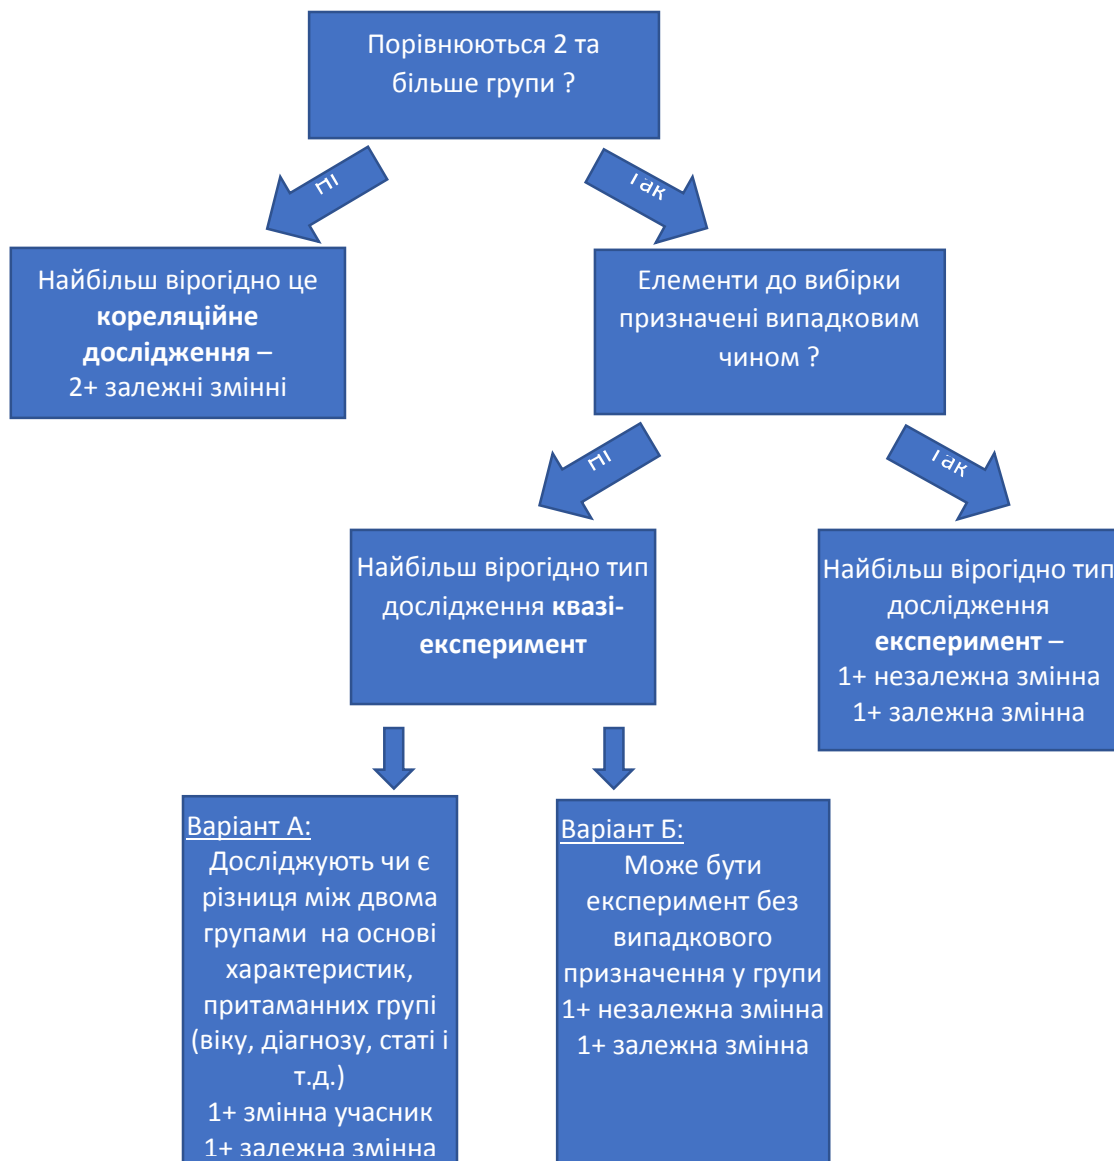 Порівнюються 2 та
більше групи ?
Ні
Так
Найбільш вірогідно це
кореляційне
дослідження –
2+ залежні змінні
Елементи до вибірки
призначені випадковим
чином ?
Ні
Так
Найбільш вірогідно тип
дослідження квазі-
експеримент
Найбільш вірогідно тип
дослідження
експеримент –
1+ незалежна змінна
1+ залежна змінна
Варіант А:
Досліджують чи є
різниця між двома
групами на основі
характеристик,
притаманних групі
(віку, діагнозу, статі і
т.д.)
1+ змінна учасник
1+ залежна змінна
Варіант Б:
Може бути
експеримент без
випадкового
призначення у групи
1+ незалежна змінна
1+ залежна змінна